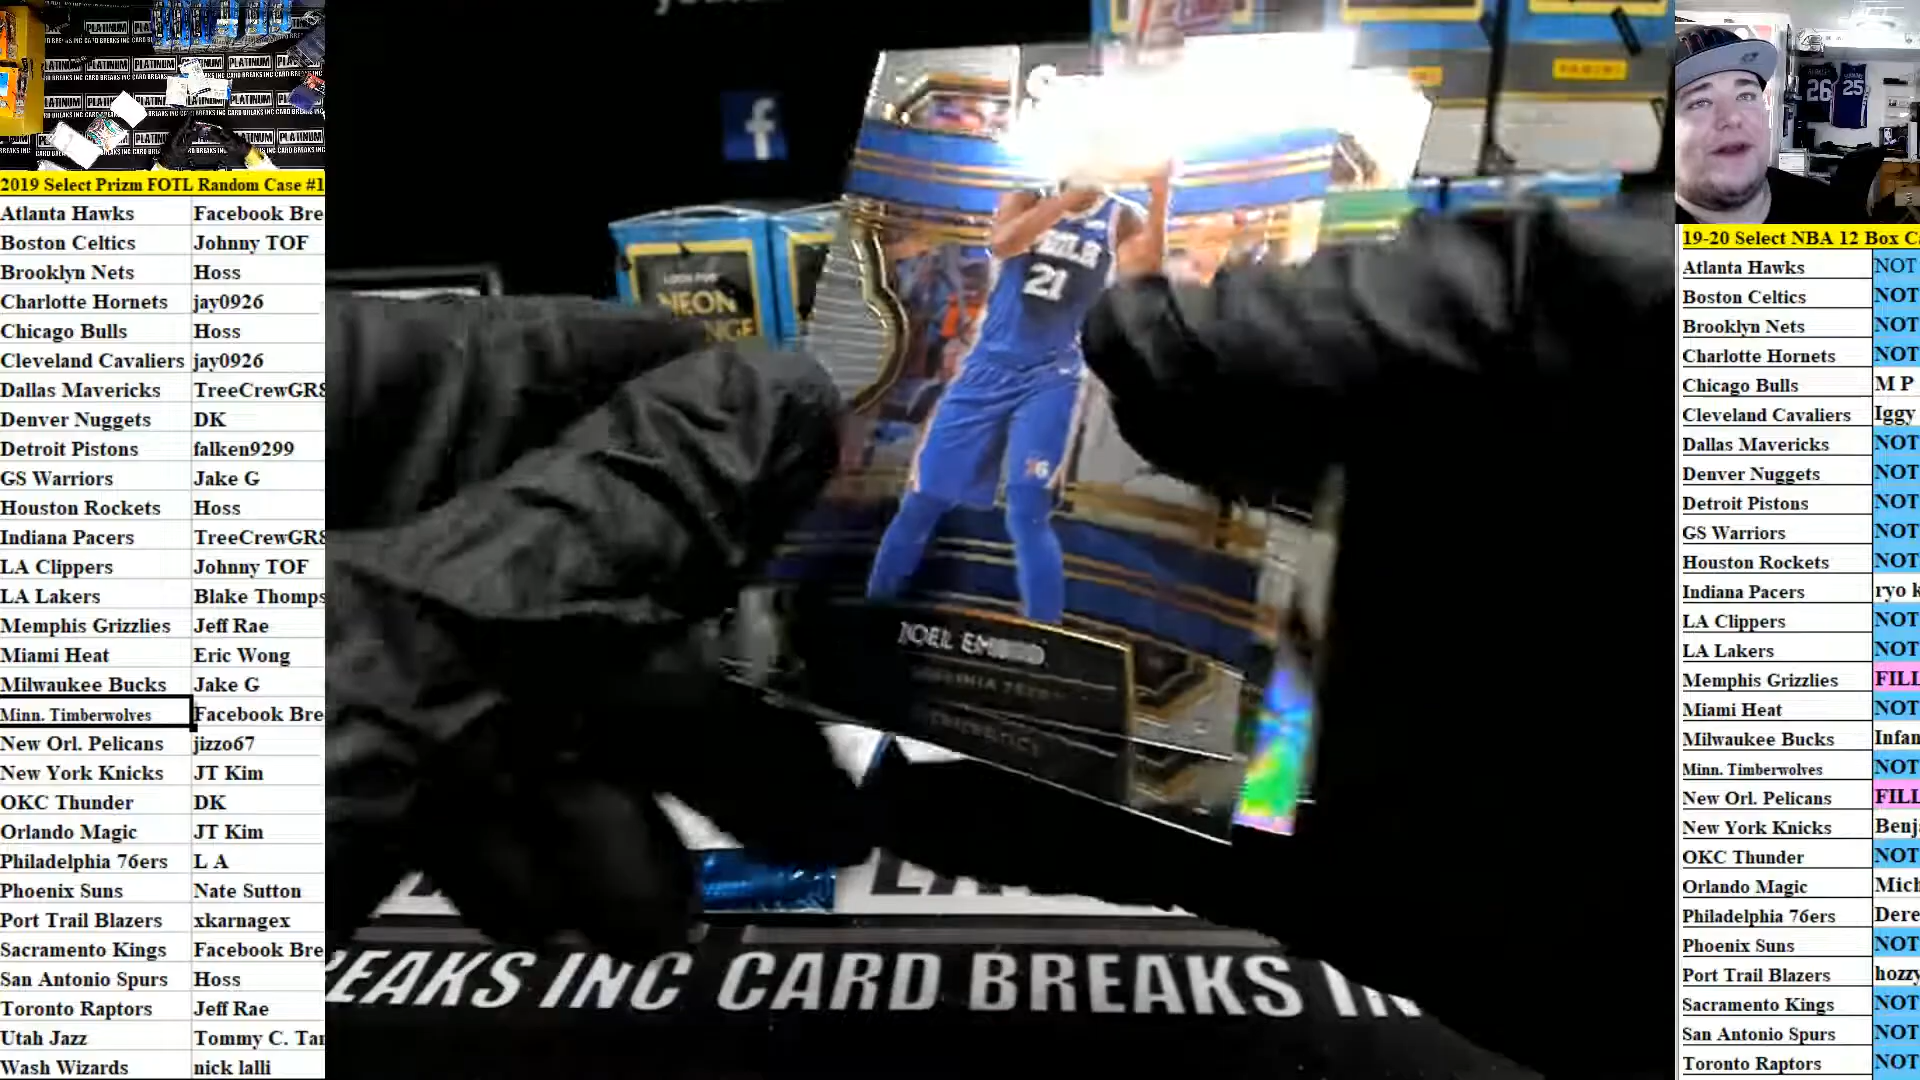 2019 Select Prizm FOTL Random Case #1
Atlanta Hawks Facebook Bre
Boston Celtics Johnny TOF
Brooklyn Nets Hoss
Charlotte Hornets jay0926
Chicago Bulls Hoss
Cleveland Cavaliers jay0926
Dallas Mavericks TreeCrewGRS
Denver Nuggets DK
Detroit Pistons falken9299
GS Warriors Jake G
Houston Rockets Hoss
Indiana Pacers TreeCrewGRS
LA Clippers Johnny TOF
LA Lakers Blake Thomps
Memphis Grizzlies Jeff Rae
Miami Heat Eric Wong
Milwaukee Bucks Jake G
Minn. Timberwolves Facebook Bre
New Orl. Pelicans jizzo67
New York Knicks JT Kim
OKC Thunder DK
Orlando Magic JT Kim
Philadelphia 76ers L A
Phoenix Suns Nate Sutton
Port Trail Blazers xkarnagex
Sacramento Kings Facebook Bre
San Antonio Spurs Hoss
Toronto Raptors Jeff Rae
Utah Jazz Tommy C. Tan
Wash Wizards nick lalli
f
LOOK FOR
NEON
21
76
JOEL EMBIID
EAKS INC CARD BREAKS IN
26 25
19-20 Select NBA 12 Box Ca
Atlanta Hawks NOT
Boston Celtics NOT
Brooklyn Nets NOT
Charlotte Hornets NOT
Chicago Bulls M P
Cleveland Cavaliers Iggy
Dallas Mavericks NOT
Denver Nuggets NOT
Detroit Pistons NOT
GS Warriors NOT
Houston Rockets NOT
Indiana Pacers ryo k
LA Clippers NOT
LA Lakers NOT
Memphis Grizzlies FILL
Miami Heat NOT
Milwaukee Bucks Infan
Minn. Timberwolves NOT
New Orl. Pelicans FILL
New York Knicks Benj
OKC Thunder NOT
Orlando Magic Mich
Philadelphia 76ers Dere
Phoenix Suns NOT
Port Trail Blazers hozzy
Sacramento Kings NOT
San Antonio Spurs NOT
Toronto Raptors NOT